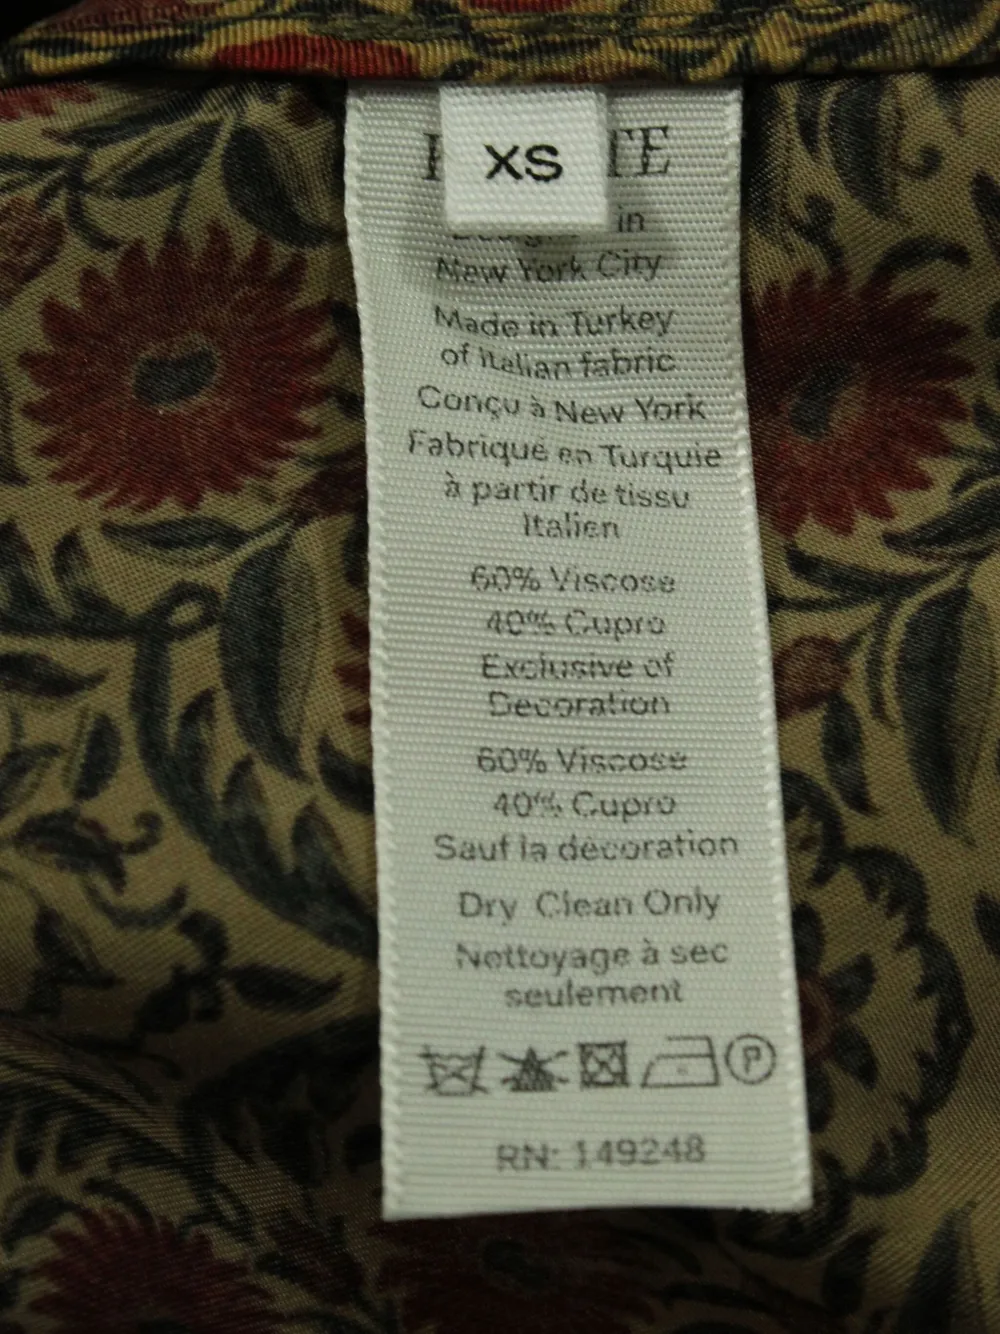 XS
in
New York City
Made in Turkey
of Italian fabric
Conçu à New York
Fabriqué en Turquie
à partir de tissu
Italien
60% Viscose
40% Cupro
Exclusive of
Decoration
60% Viscose
40% Cupro
Sauf la décoration
Dry Clean Only
Nettoyage à sec
seulement
P
RN: 149248